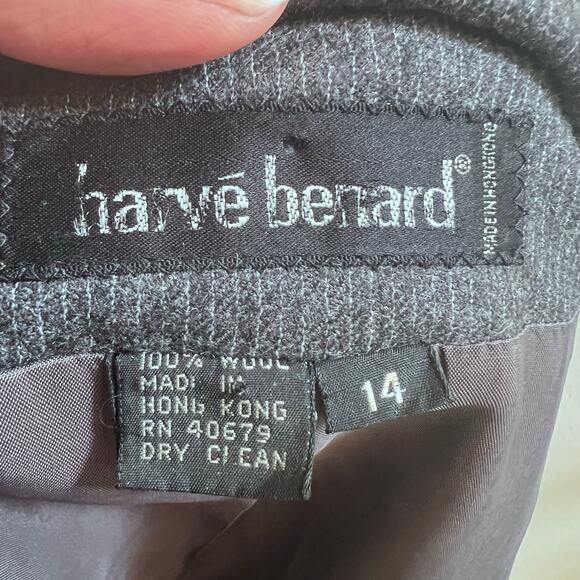 harvé benard®
MADE IN HONG KONG
100% WOOL
MADE IN
HONG KONG
RN 40679
DRY CLEAN
14